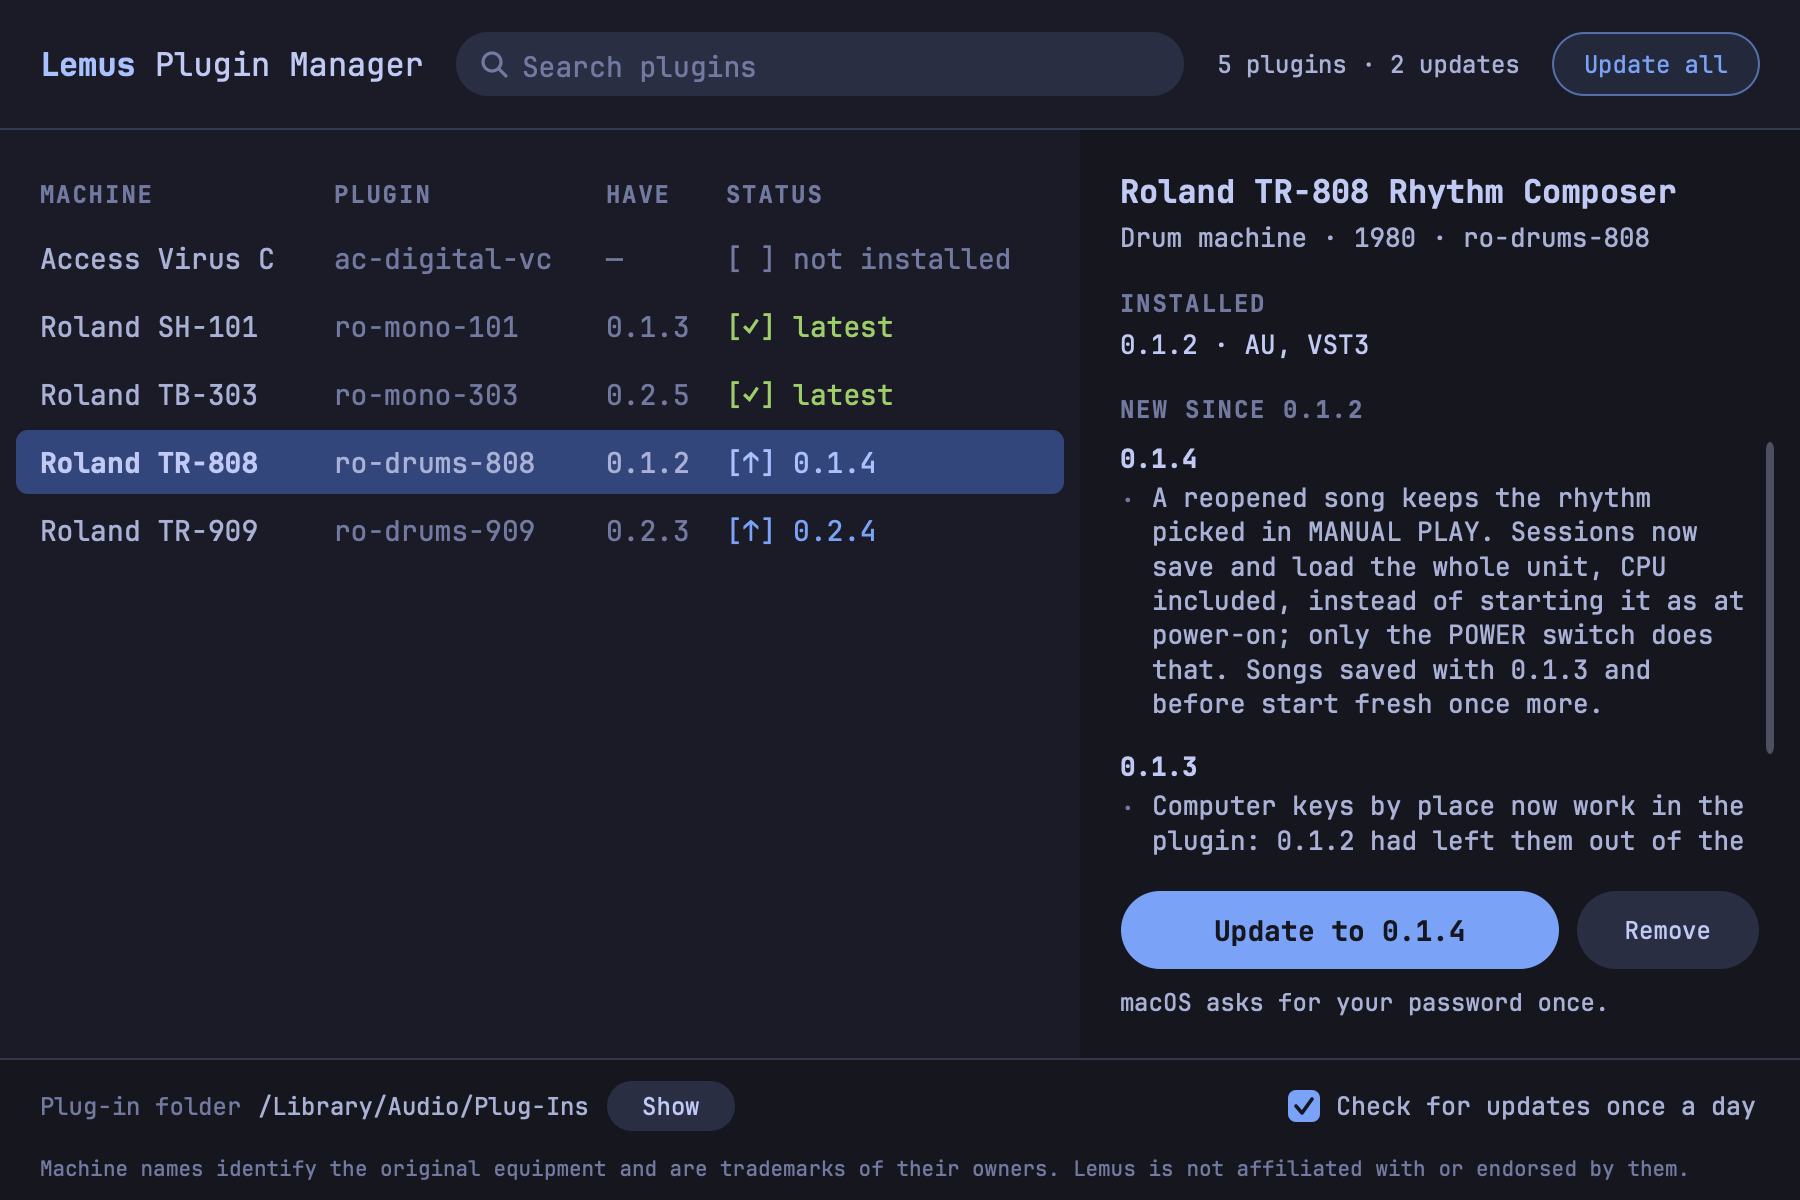 Lemus Plugin Manager
Search plugins
5 plugins · 2 updates
Update all
MACHINE PLUGIN HAVE STATUS
Access Virus C ac-digital-vc — [ ] not installed
Roland SH-101 ro-mono-101 0.1.3 [✓] latest
Roland TB-303 ro-mono-303 0.2.5 [✓] latest
Roland TR-808 ro-drums-808 0.1.2 [↑] 0.1.4
Roland TR-909 ro-drums-909 0.2.3 [↑] 0.2.4
Roland TR-808 Rhythm Composer
Drum machine · 1980 · ro-drums-808
INSTALLED
0.1.2 · AU, VST3
NEW SINCE 0.1.2
0.1.4
· A reopened song keeps the rhythm
picked in MANUAL PLAY. Sessions now
save and load the whole unit, CPU
included, instead of starting it as at
power-on; only the POWER switch does
that. Songs saved with 0.1.3 and
before start fresh once more.
0.1.3
· Computer keys by place now work in the
plugin: 0.1.2 had left them out of the
Update to 0.1.4
Remove
macOS asks for your password once.
Plug-in folder /Library/Audio/Plug-Ins
Show
Check for updates once a day
Machine names identify the original equipment and are trademarks of their owners. Lemus is not affiliated with or endorsed by them.